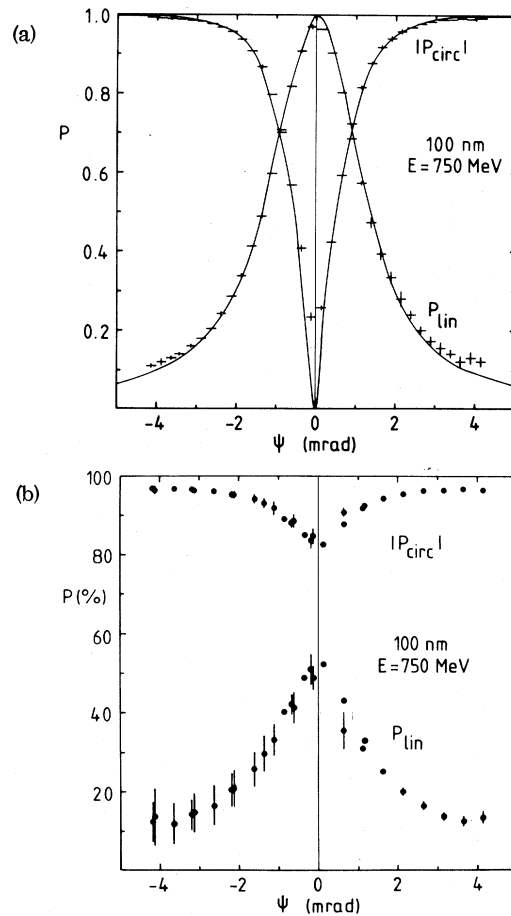 (a)
1.0
|Pcirc|
0.8
P
100 nm
E = 750 MeV
0.6
0.4
0.2
Plin
-4 -2 0 2 4
ψ (mrad)
(b)
100
|Pcirc|
80
P(%)
60
100 nm
E = 750 MeV
40
Plin
20
-4 -2 0 2 4
ψ (mrad)